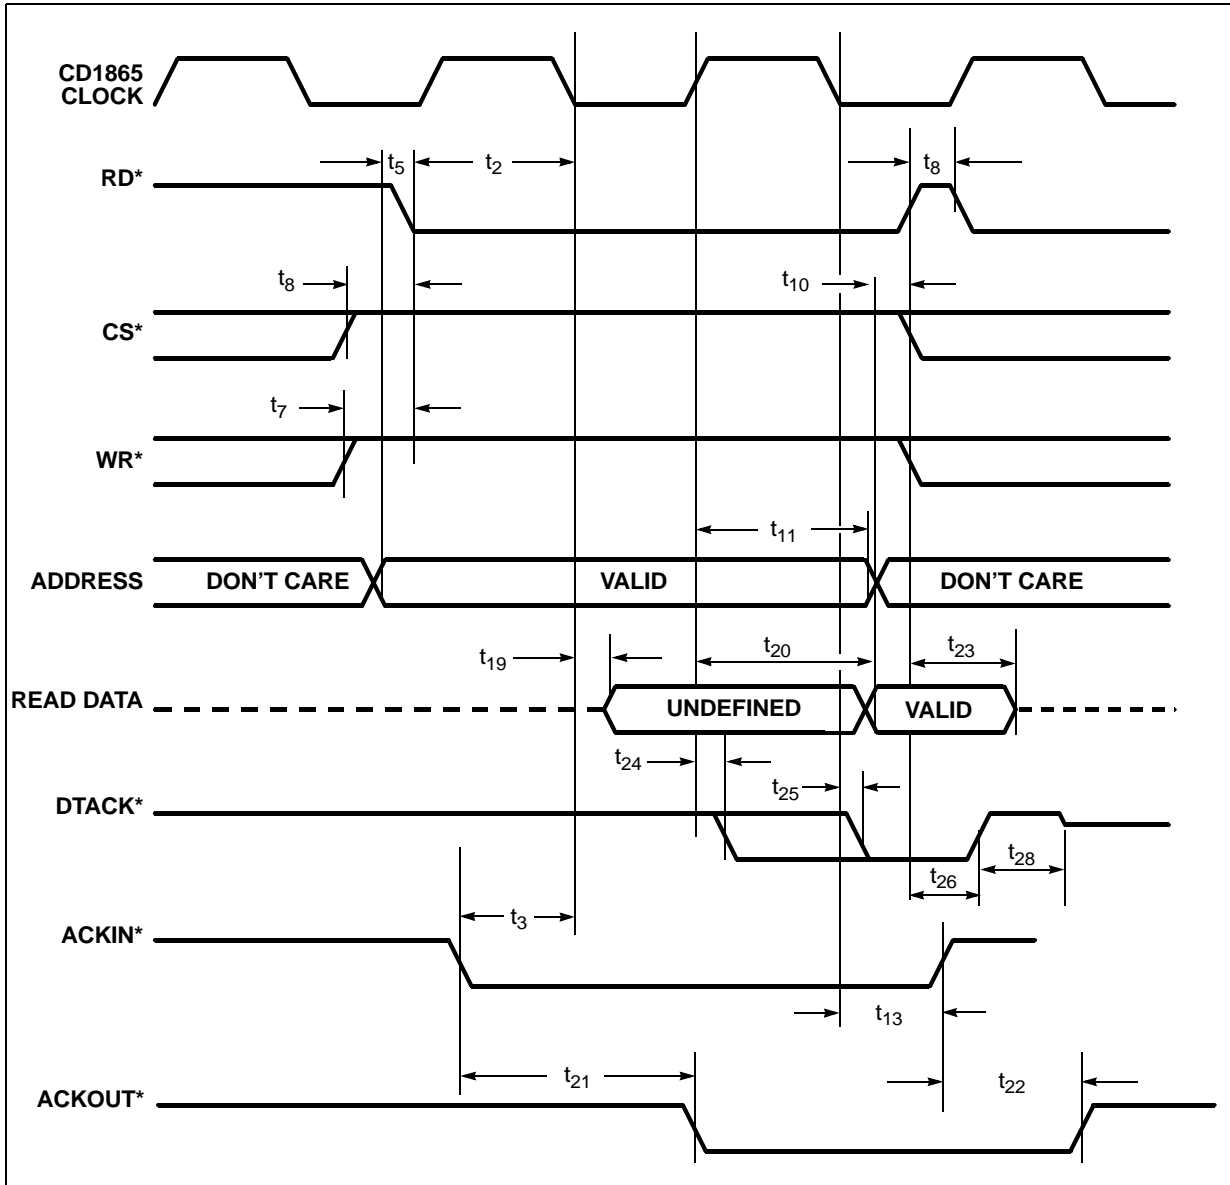 CD1865
CLOCK
t5
t2
t8
RD*
t8
t10
CS*
t7
WR*
t11
ADDRESS DON'T CARE VALID DON'T CARE
t19
t20
t23
READ DATA UNDEFINED VALID
t24
t25
DTACK*
t28
t26
t3
ACKIN*
t13
t21
t22
ACKOUT*